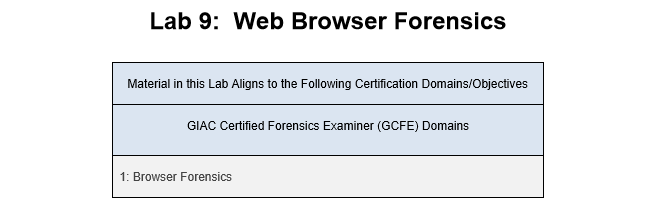 Lab 9: Web Browser Forensics
Material in this Lab Aligns to the Following Certification Domains/Objectives
GIAC Certified Forensics Examiner (GCFE) Domains
1: Browser Forensics